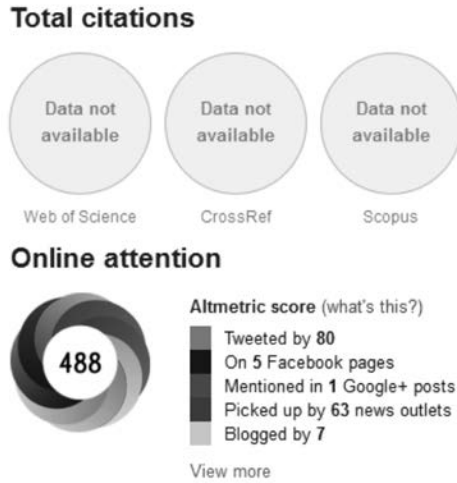 Total citations
Data not
available
Data not
available
Data not
available
Web of Science
CrossRef
Scopus
Online attention
488
Altmetric score (what's this?)
Tweeted by 80
On 5 Facebook pages
Mentioned in 1 Google+ posts
Picked up by 63 news outlets
Blogged by 7
View more